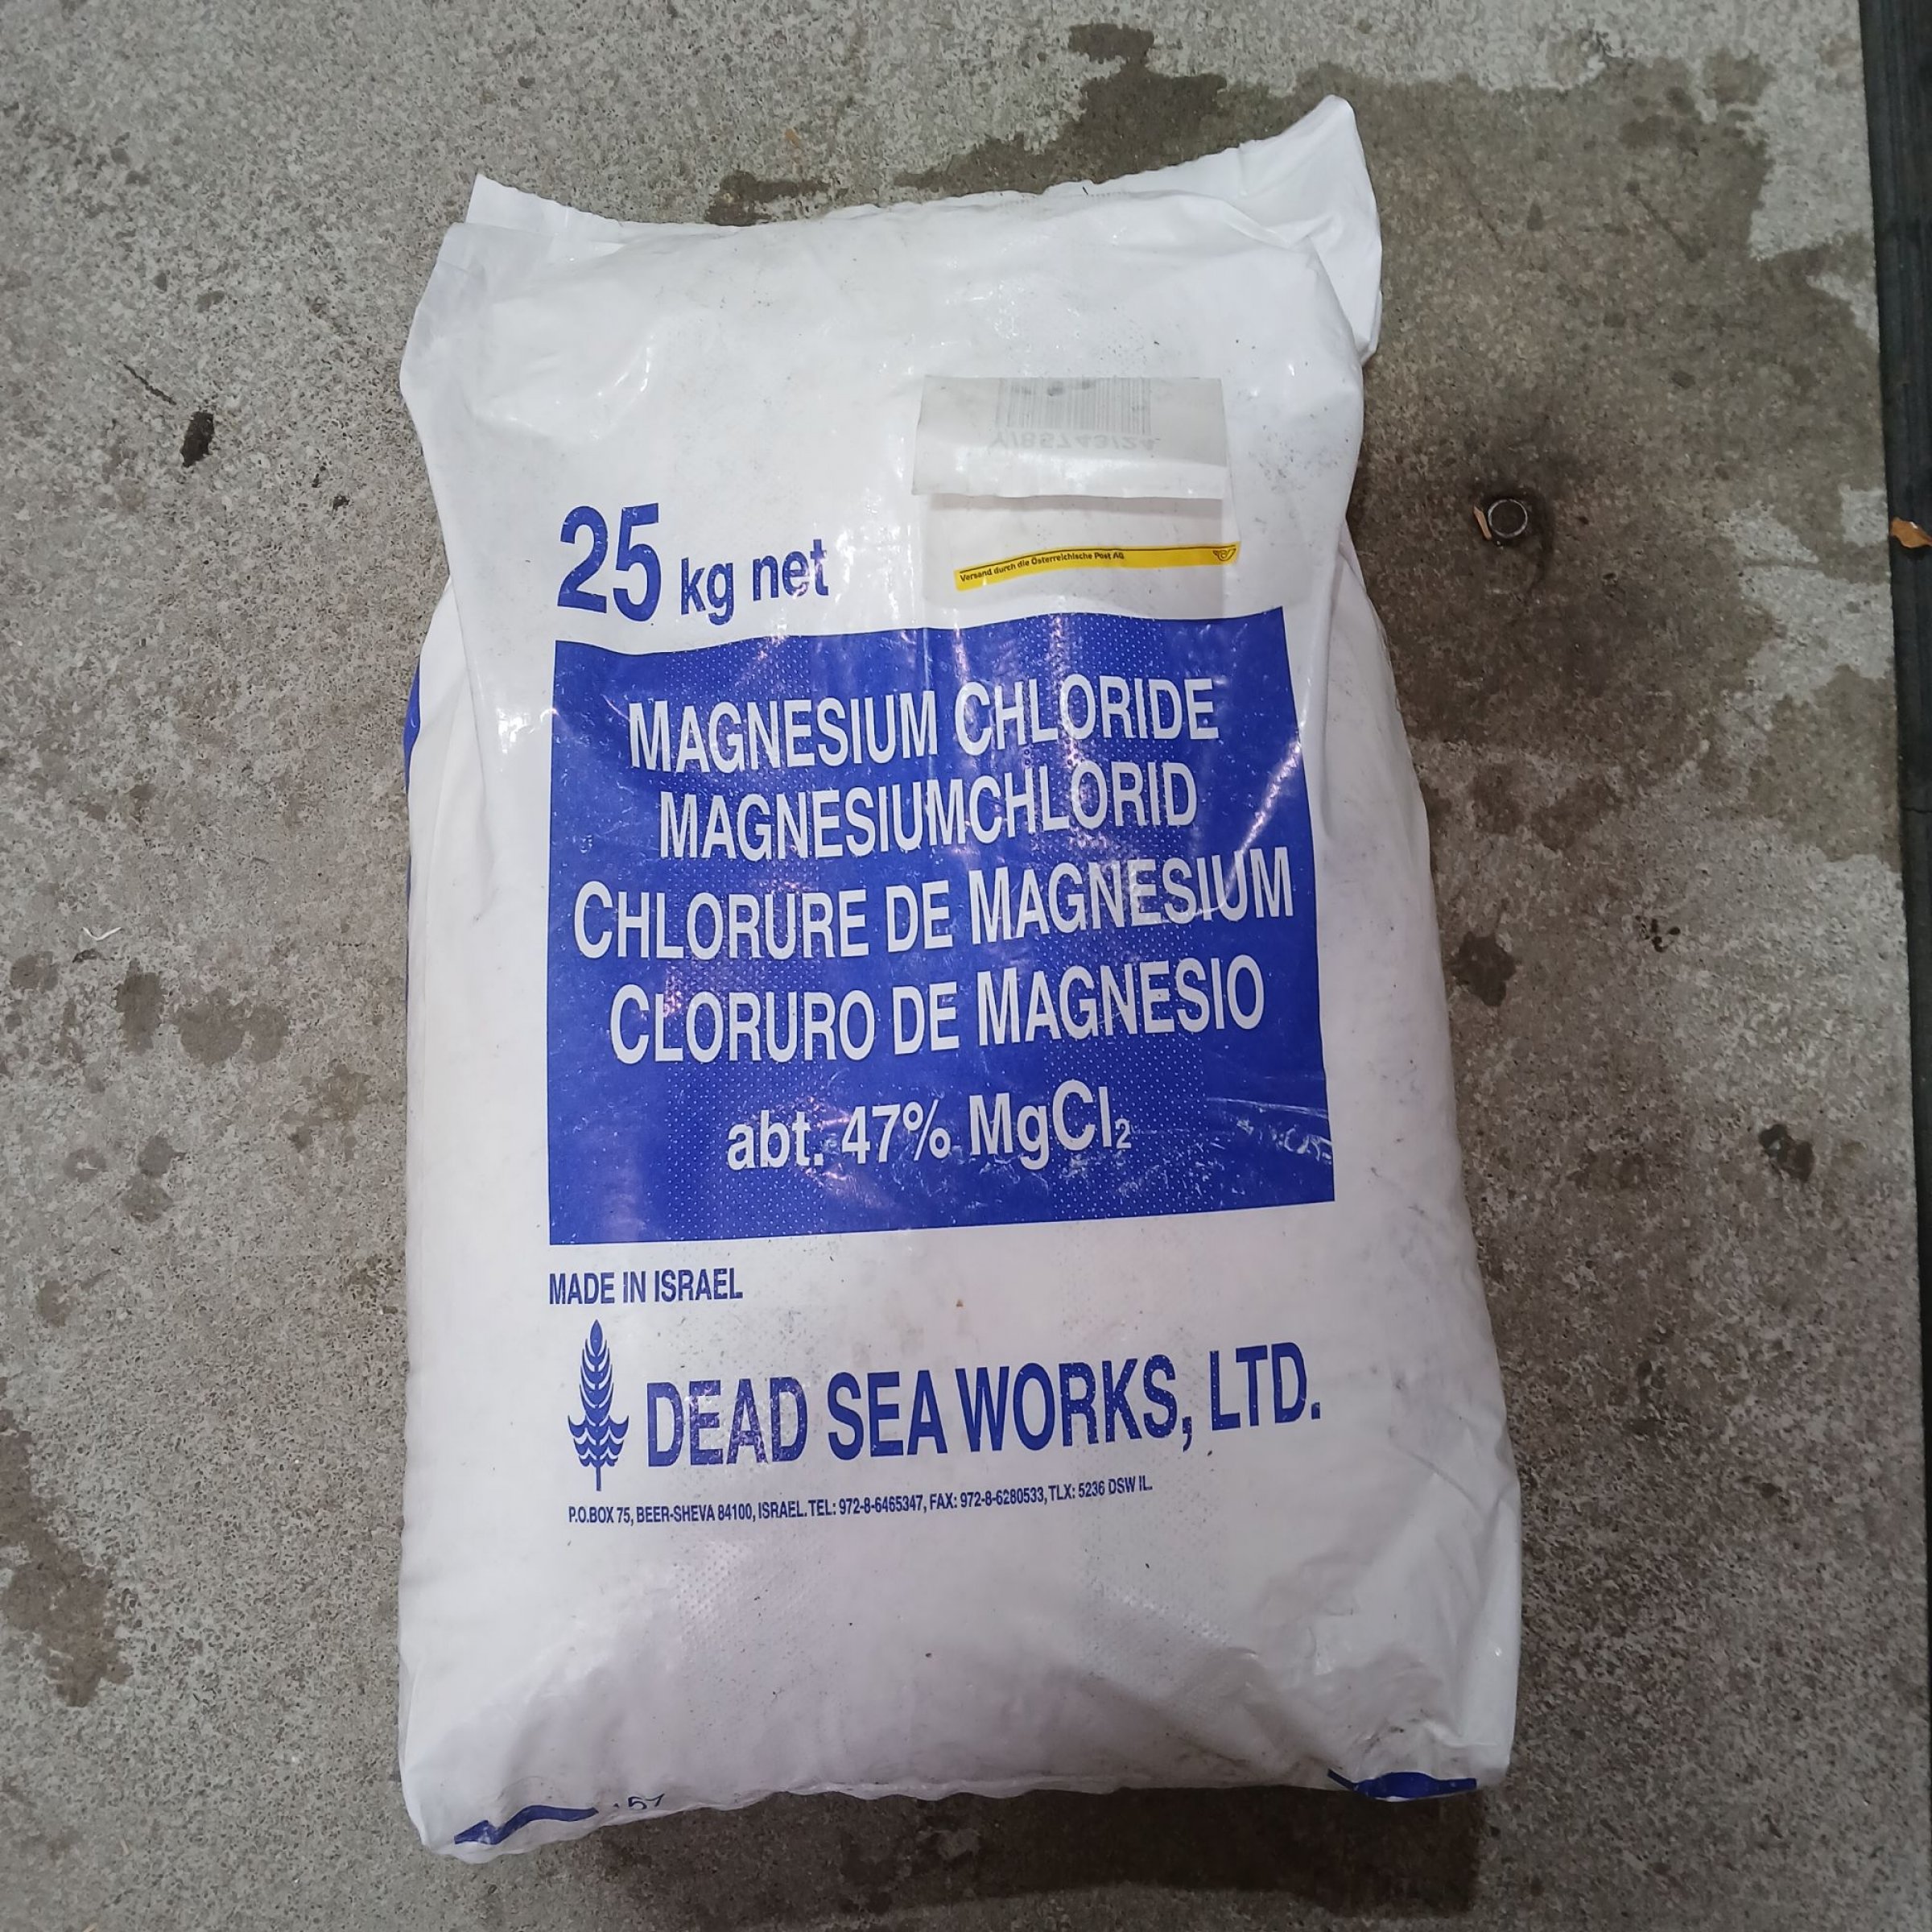 25 kg net
Versand durch die Österreichische Post AG
MAGNESIUM CHLORIDE
MAGNESIUMCHLORID
CHLORURE DE MAGNESIUM
CLORURO DE MAGNESIO
abt. 47% MgCl₂
MADE IN ISRAEL
DEAD SEA WORKS, LTD.
P.O.BOX 75, BEER-SHEVA 84100, ISRAEL. TEL: 972-8-6465347, FAX: 972-8-6280533, TLX: 5236 DSW IL.